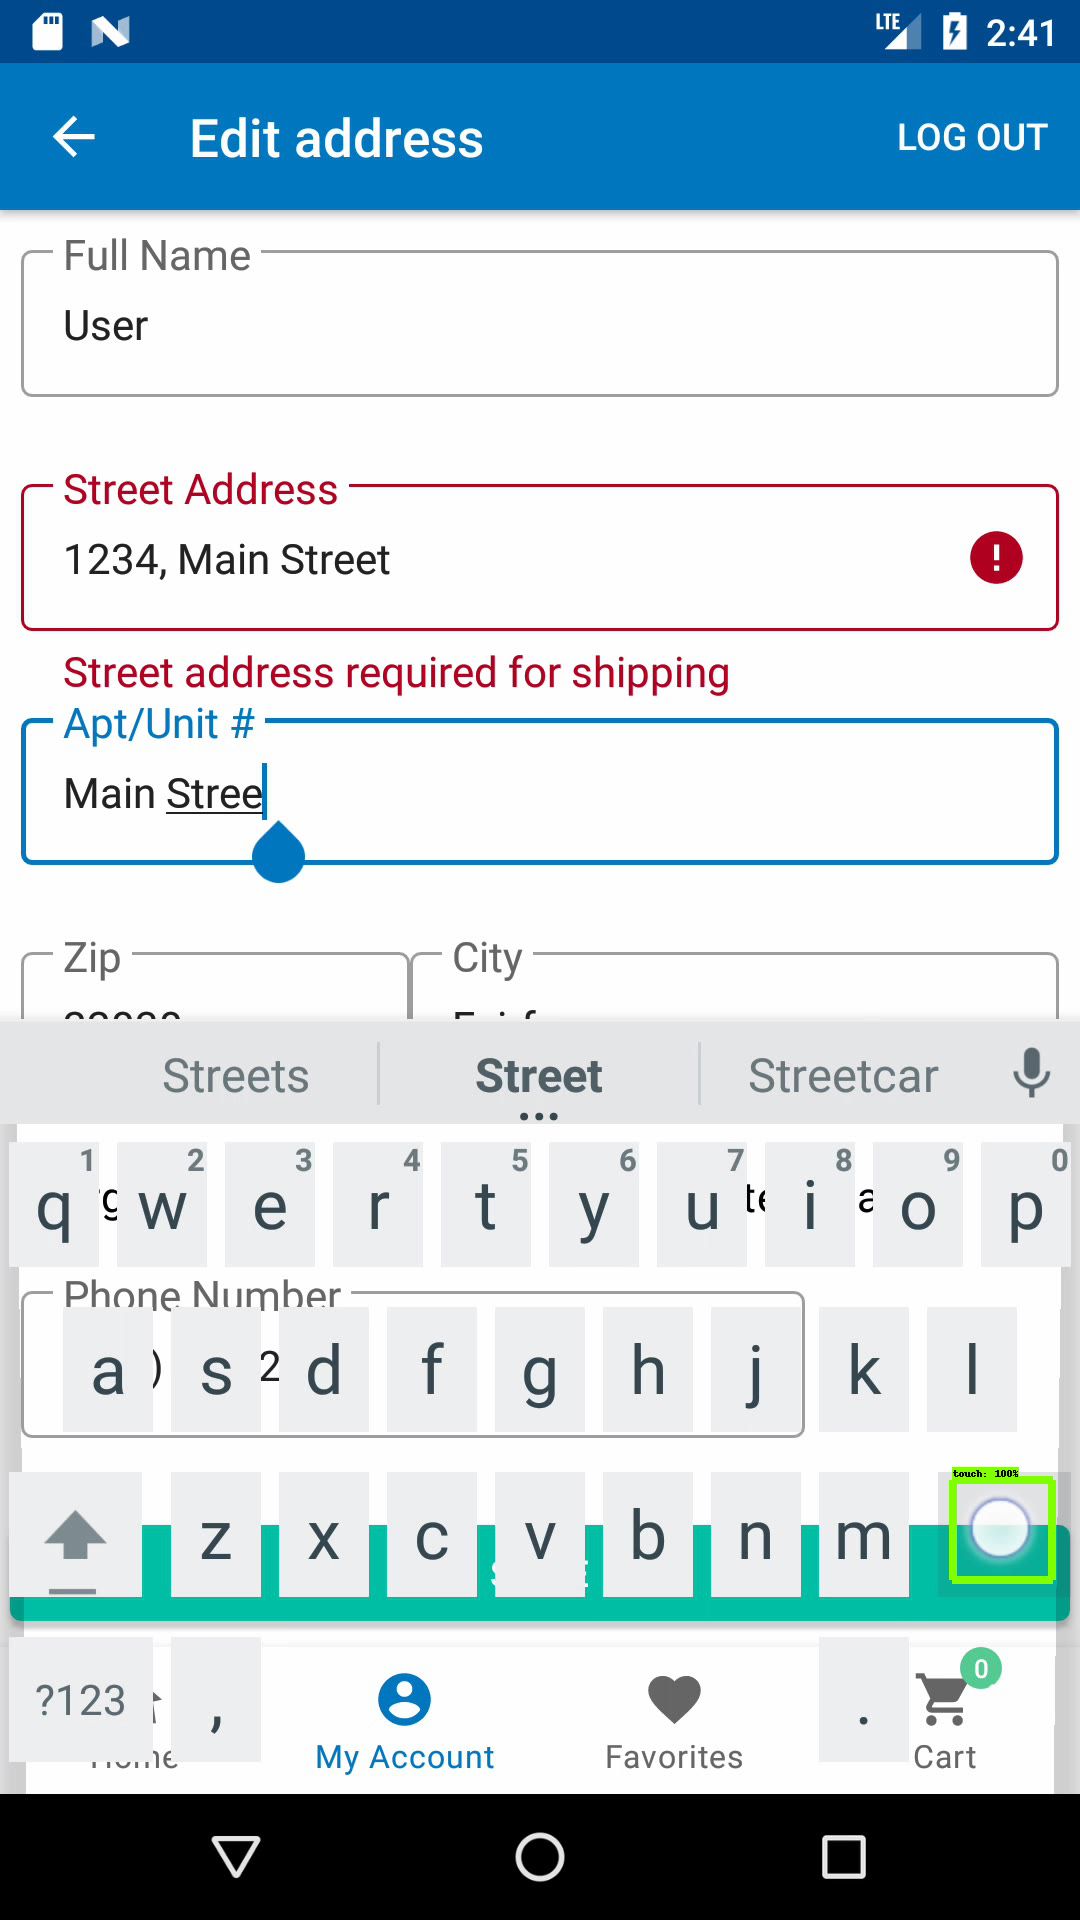 LTE 2:41
Edit address LOG OUT
Full Name
User
Street Address
1234, Main Street
!
Street address required for shipping
Apt/Unit #
Main Stree
Zip City
Streets Street Streetcar
1 2 3 4 5 6 7 8 9 0
q w e r t y u i o p
Phone Number
a s d f g h j k l
touch: 100%
z x c v b n m
?123 , .
0
Home My Account Favorites Cart